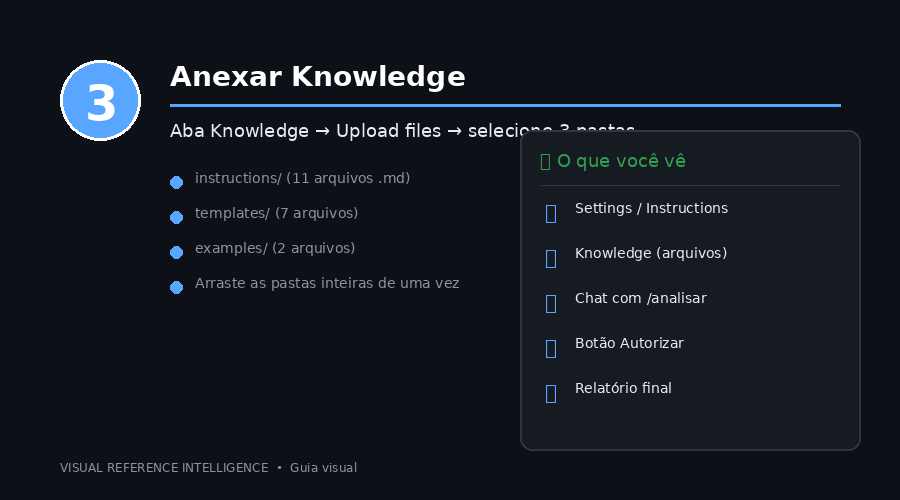 3
Anexar Knowledge
Aba Knowledge → Upload files → selecione 3 pastas
instructions/ (11 arquivos .md)
templates/ (7 arquivos)
examples/ (2 arquivos)
Arraste as pastas inteiras de uma vez
O que você vê
Settings / Instructions
Knowledge (arquivos)
Chat com /analisar
Botão Autorizar
Relatório final
VISUAL REFERENCE INTELLIGENCE • Guia visual